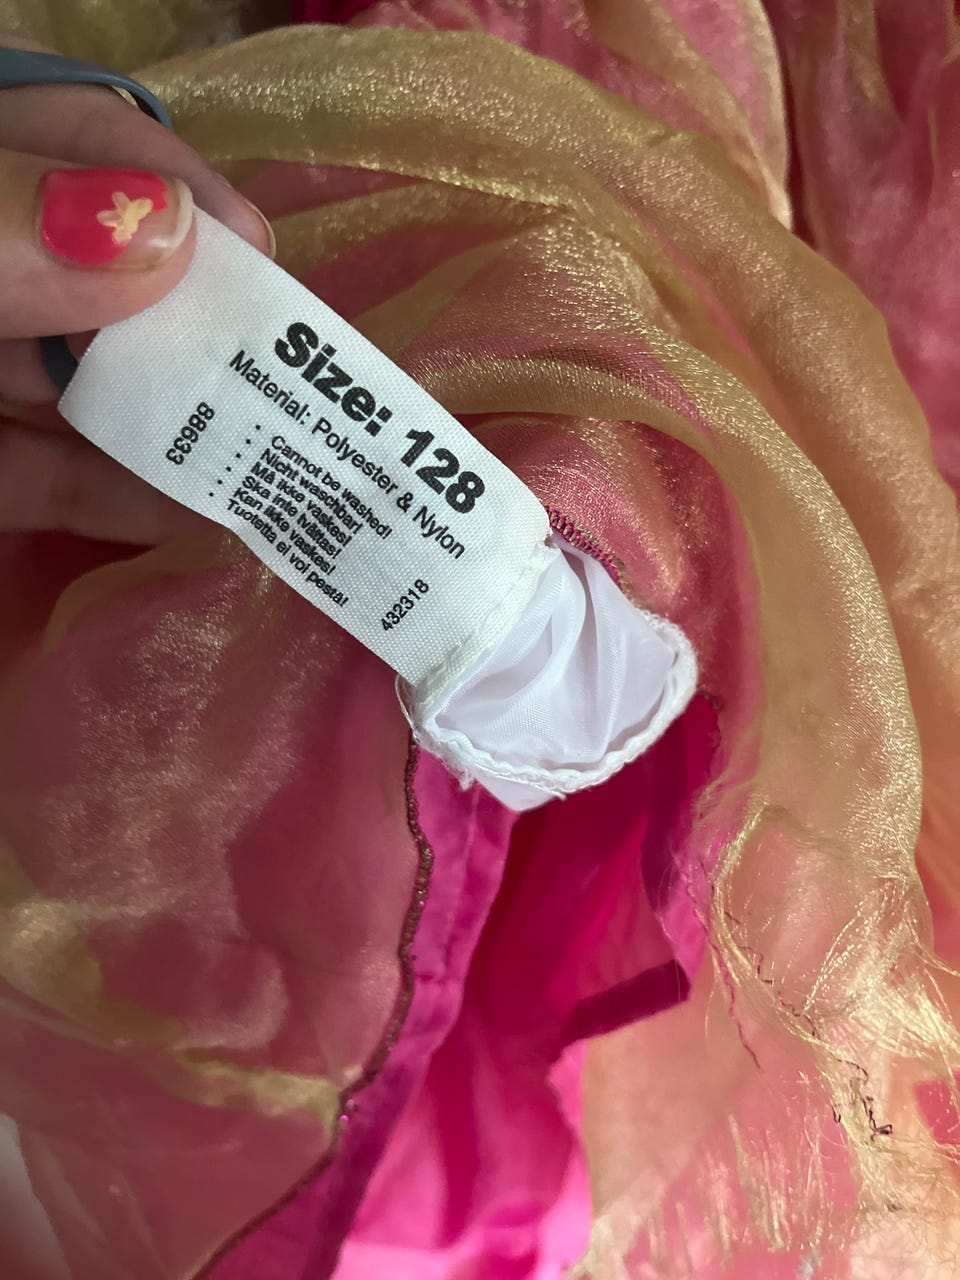 Size: 128
Material: Polyester & Nylon
• Cannot be washed!
• Nicht waschbar!
• Må ikke vaskes!
• Ska inte tvättas!
• Kan ikke vaskes!
• Tuotetta ei voi pestä!
88633
432318